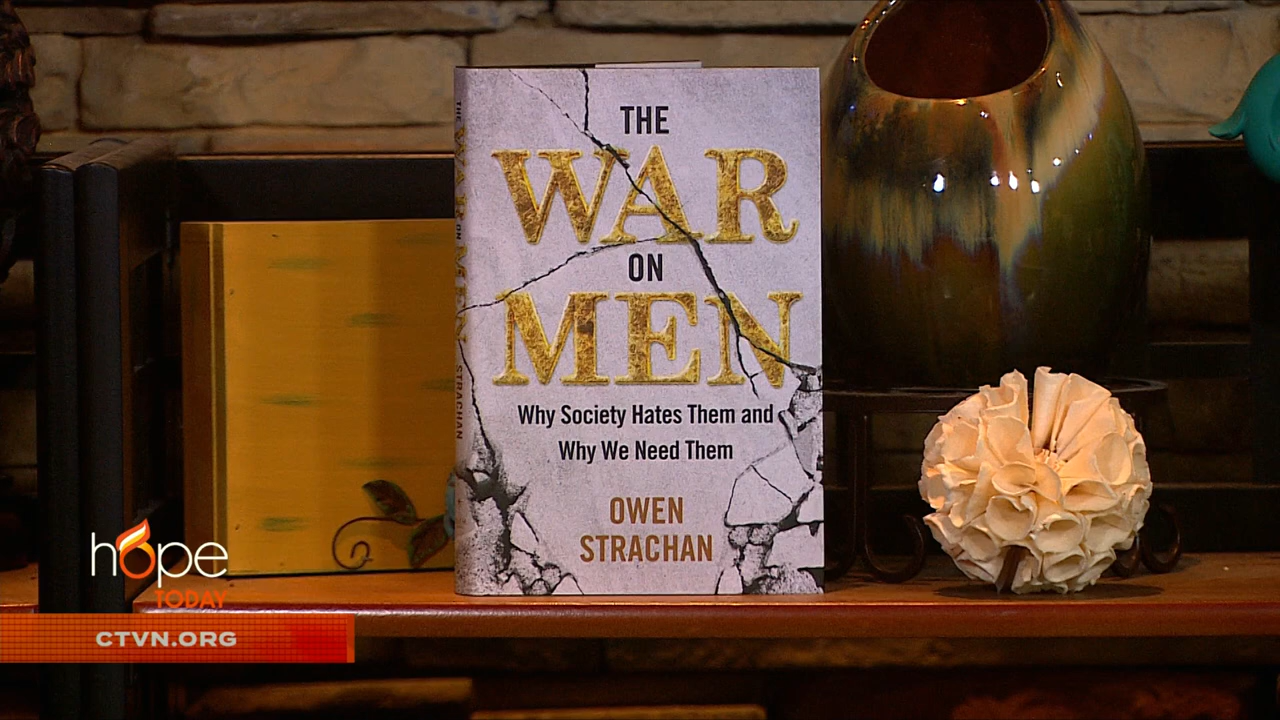 THE
WAR
ON
MEN
Why Society Hates Them and
Why We Need Them
OWEN
STRACHAN
THE WAR ON MEN STRACHAN
hope
TODAY
CTVN.ORG